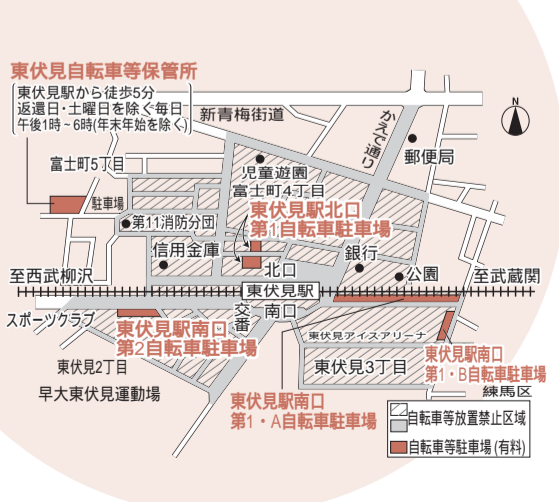 東伏見自転車等保管所
東伏見駅から徒歩5分
返還日・土曜日を除く毎日
午後1時~6時(年末年始を除く)
新青梅街道
かえで通り
N
郵便局
富士町5丁目
児童遊園
富士町4丁目
駐車場
東伏見駅北口
第1自転車駐車場
第11消防分団
信用金庫
銀行
北口
公園
至西武柳沢
至武蔵関
東伏見駅
スポーツクラブ
交番
南口
東伏見駅南口
第2自転車駐車場
東伏見アイスアリーナ
東伏見2丁目
東伏見3丁目
東伏見駅南口
第1・B自転車駐車場
早大東伏見運動場
練馬区
東伏見駅南口
第1・A自転車駐車場
自転車等放置禁止区域
自転車等駐車場(有料)